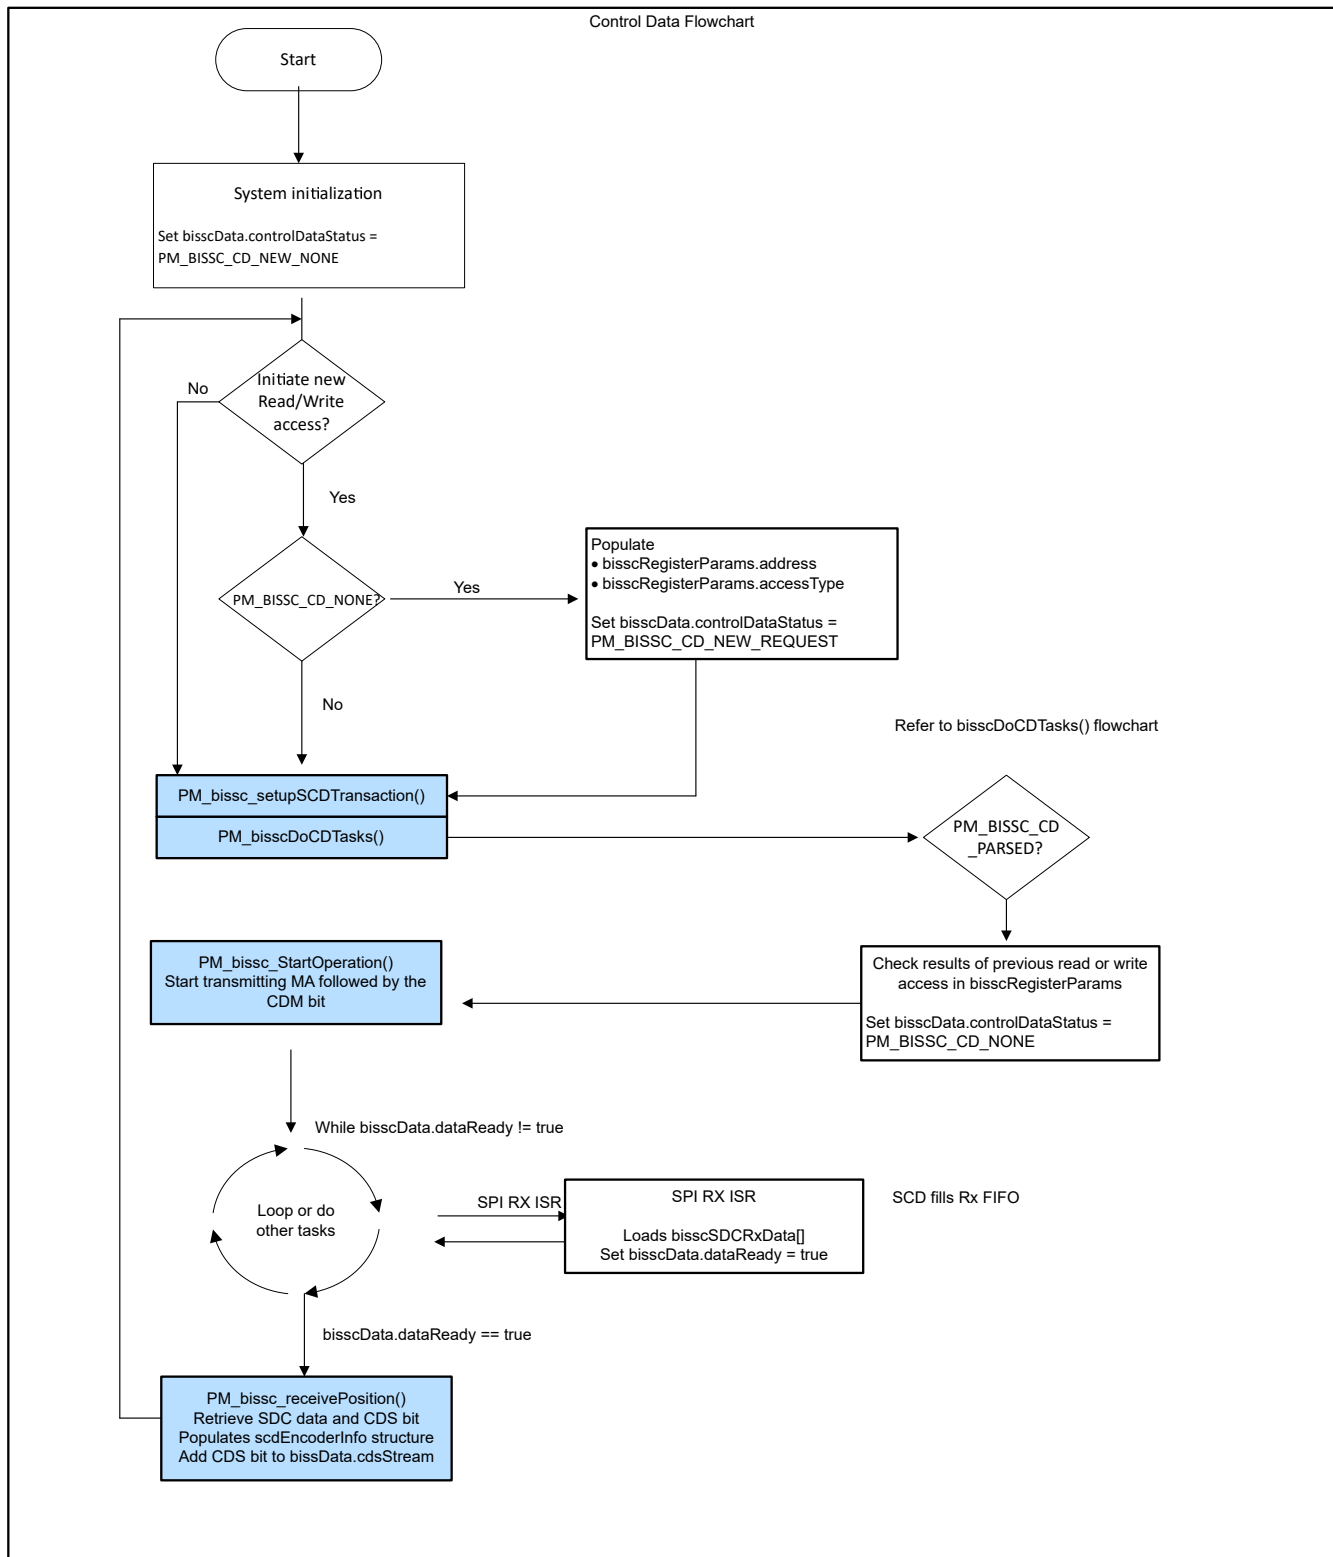 Control Data Flowchart
Start
System initialization
Set bisscData.controlDataStatus =
PM_BISSC_CD_NEW_NONE
Initiate new
Read/Write
access?
No
Yes
PM_BISSC_CD_NONE?
Yes
Populate
• bisscRegisterParams.address
• bisscRegisterParams.accessType
Set bisscData.controlDataStatus =
PM_BISSC_CD_NEW_REQUEST
No
Refer to bisscDoCDTasks() flowchart
PM_bissc_setupSCDTransaction()
PM_bisscDoCDTasks()
PM_BISSC_CD
_PARSED?
PM_bissc_StartOperation()
Start transmitting MA followed by the
CDM bit
Check results of previous read or write
access in bisscRegisterParams
Set bisscData.controlDataStatus =
PM_BISSC_CD_NONE
While bisscData.dataReady != true
Loop or do
other tasks
SPI RX ISR
SPI RX ISR
Loads bisscSDCRxData[]
Set bisscData.dataReady = true
SCD fills Rx FIFO
bisscData.dataReady == true
PM_bissc_receivePosition()
Retrieve SDC data and CDS bit
Populates scdEncoderInfo structure
Add CDS bit to bissData.cdsStream